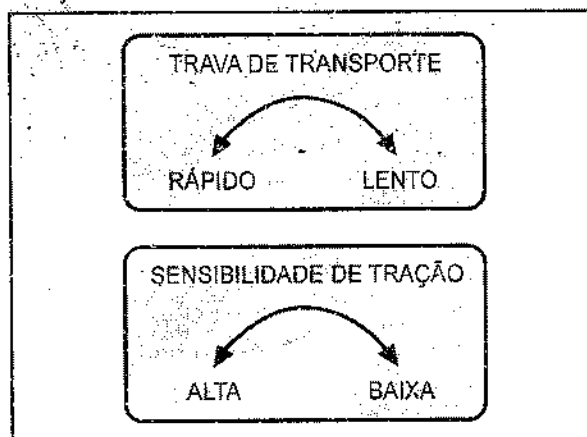 TRAVA DE TRANSPORTE
RÁPIDO LENTO
SENSIBILIDADE DE TRAÇÃO
ALTA BAIXA